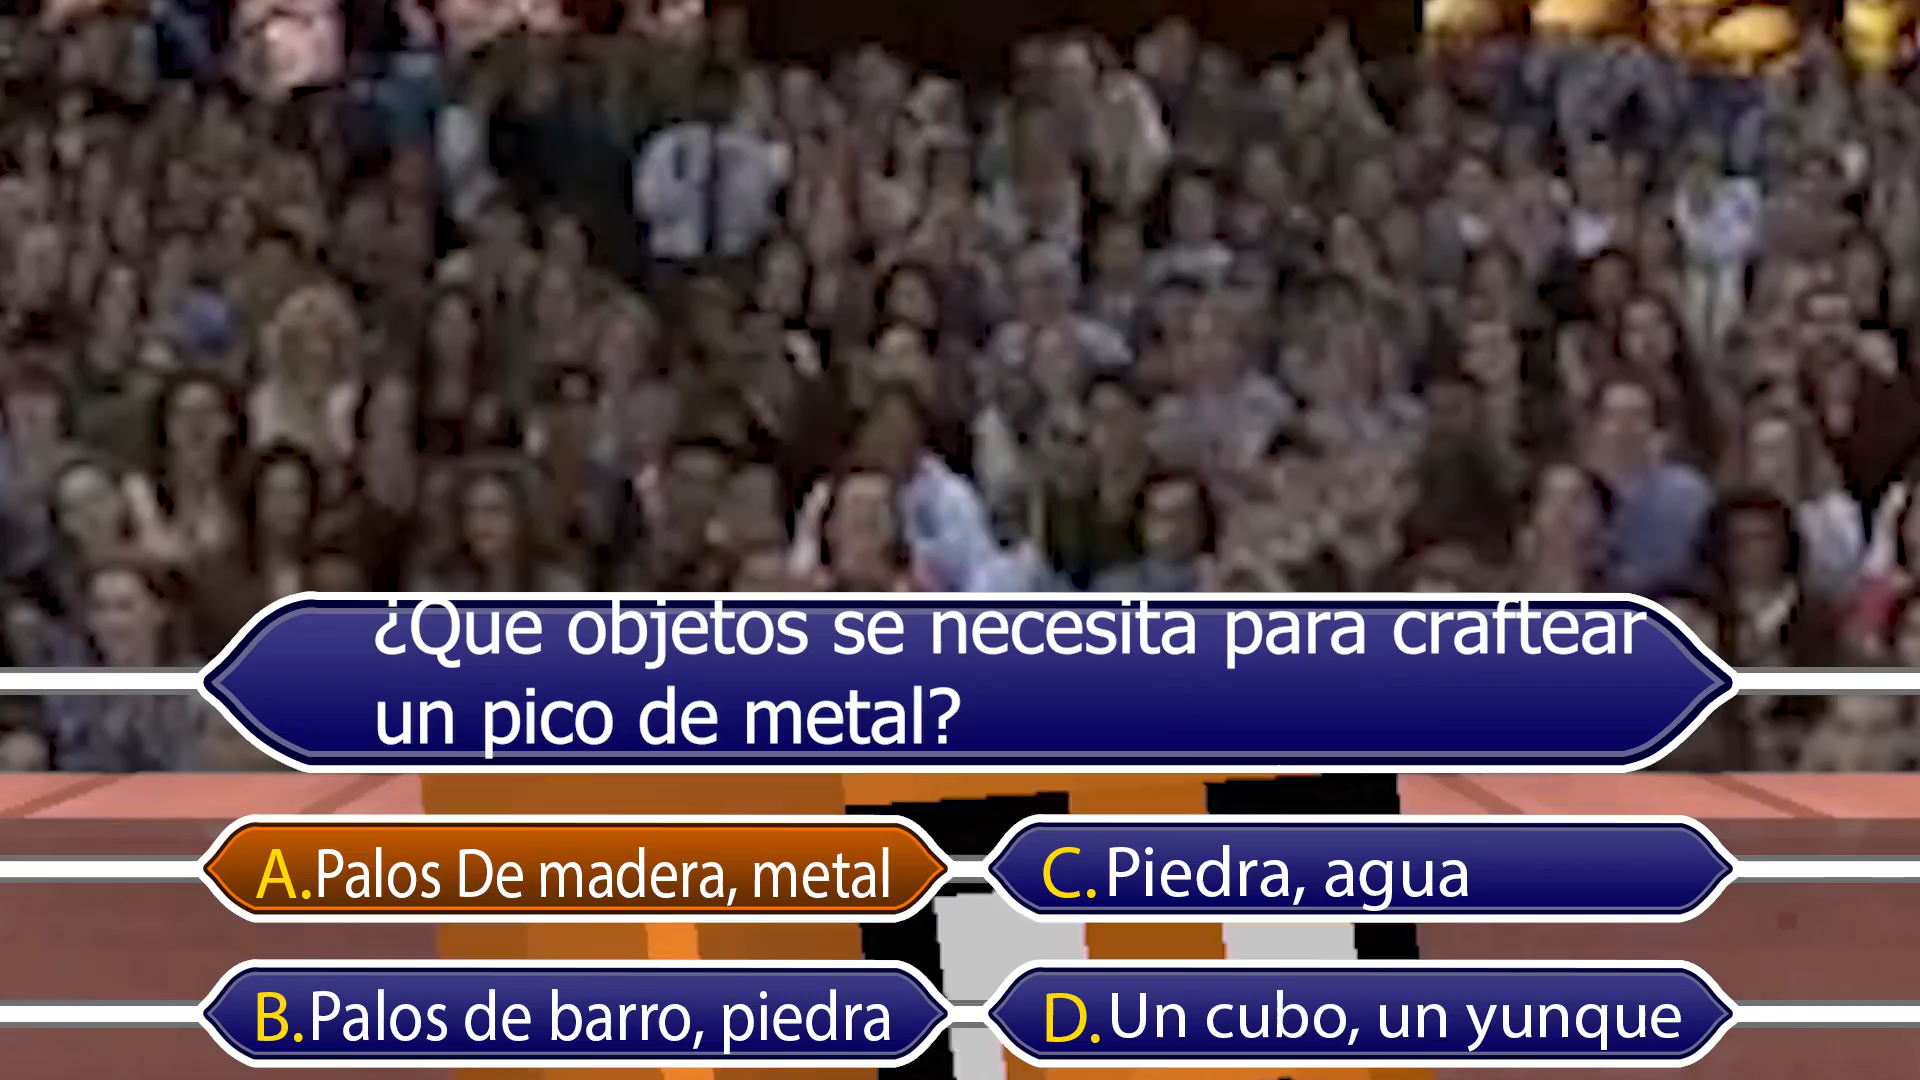 ¿Que objetos se necesita para craftear
un pico de metal?
A.Palos De madera, metal
C.Piedra, agua
B.Palos de barro, piedra
D.Un cubo, un yunque